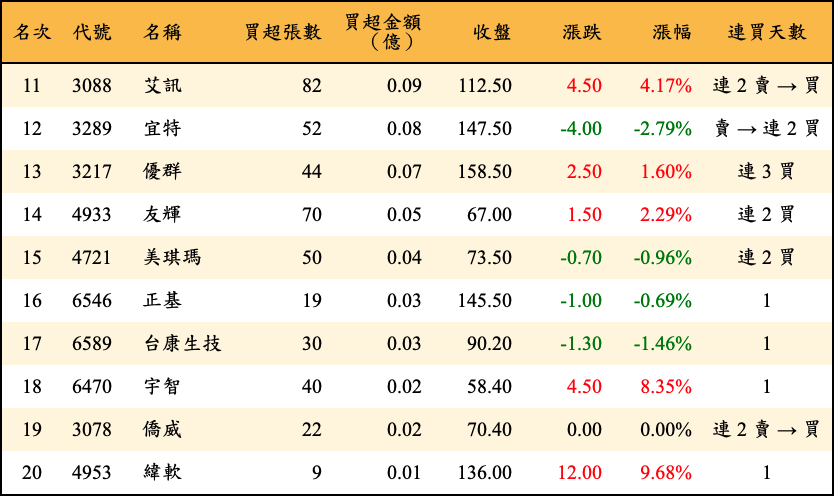 名次 代號 名稱 買超張數 買超金額（億） 收盤 漲跌 漲幅 連買天數
11 3088 艾訊 82 0.09 112.50 4.50 4.17% 連 2 賣 → 買
12 3289 宜特 52 0.08 147.50 -4.00 -2.79% 賣 → 連 2 買
13 3217 優群 44 0.07 158.50 2.50 1.60% 連 3 買
14 4933 友輝 70 0.05 67.00 1.50 2.29% 連 2 買
15 4721 美琪瑪 50 0.04 73.50 -0.70 -0.96% 連 2 買
16 6546 正基 19 0.03 145.50 -1.00 -0.69% 1
17 6589 台康生技 30 0.03 90.20 -1.30 -1.46% 1
18 6470 宇智 40 0.02 58.40 4.50 8.35% 1
19 3078 僑威 22 0.02 70.40 0.00 0.00% 連 2 賣 → 買
20 4953 緯軟 9 0.01 136.00 12.00 9.68% 1